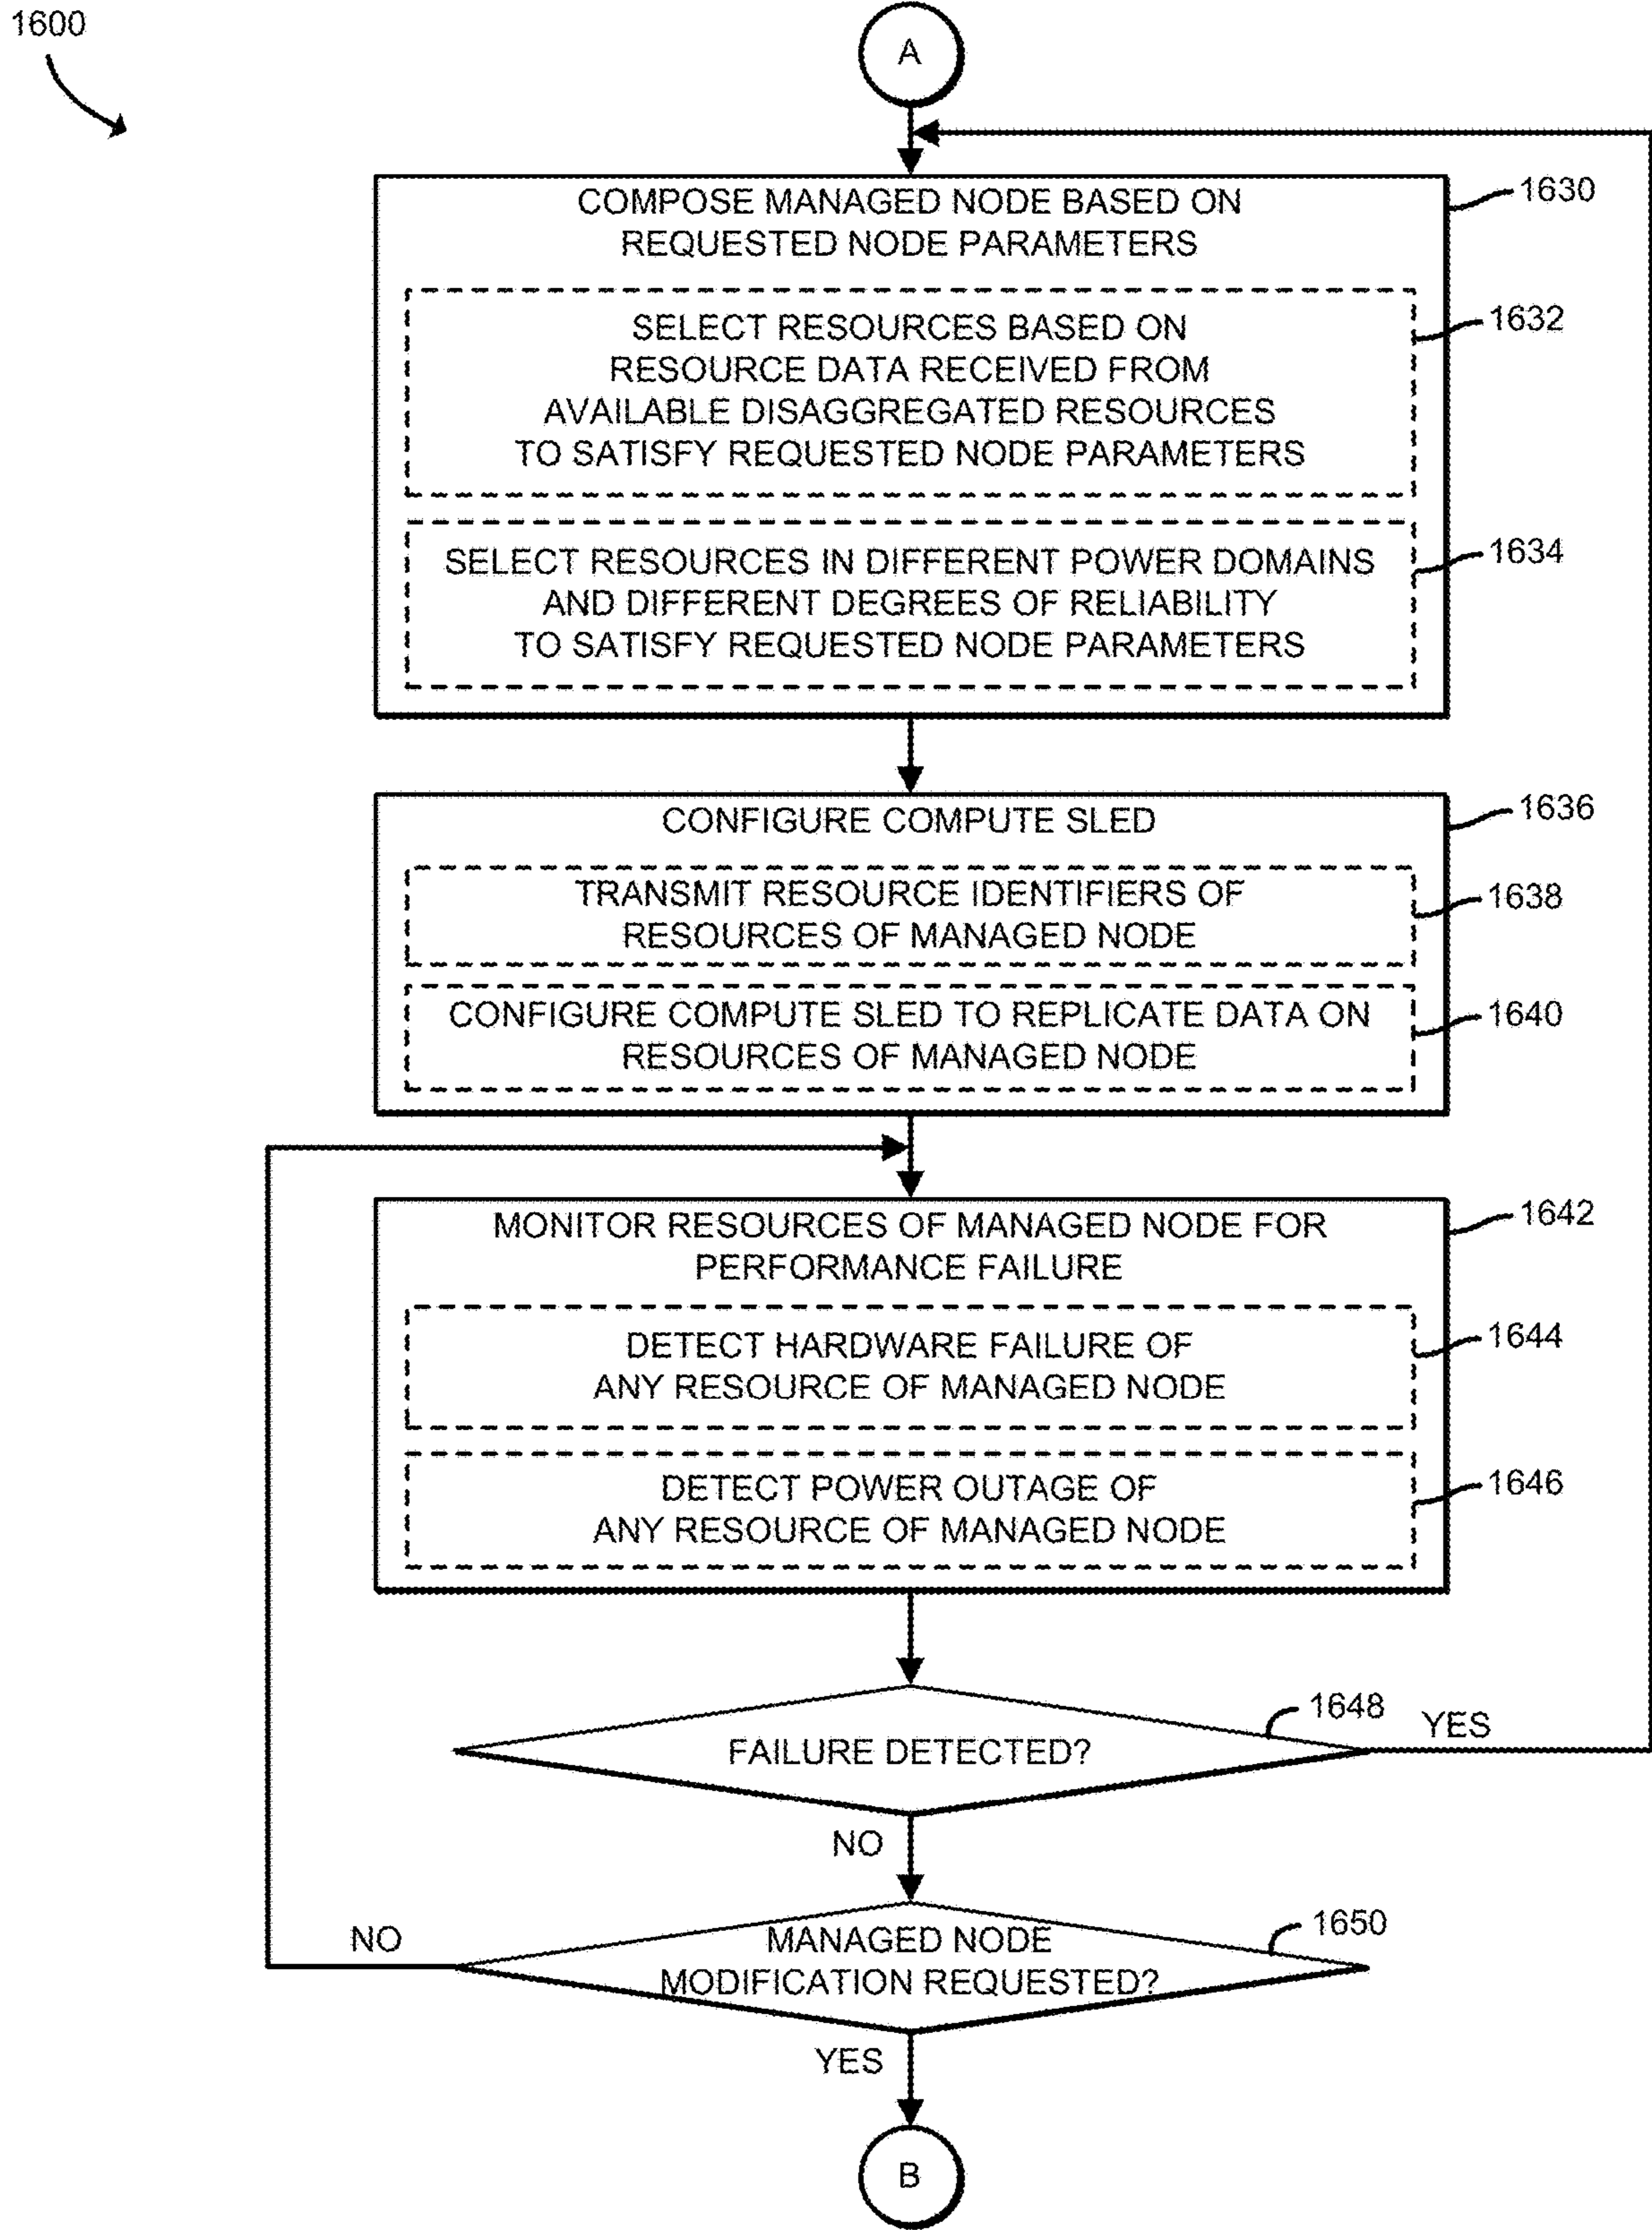 1600
A
COMPOSE MANAGED NODE BASED ON
REQUESTED NODE PARAMETERS
1630
SELECT RESOURCES BASED ON
RESOURCE DATA RECEIVED FROM
AVAILABLE DISAGGREGATED RESOURCES
TO SATISFY REQUESTED NODE PARAMETERS
1632
SELECT RESOURCES IN DIFFERENT POWER DOMAINS
AND DIFFERENT DEGREES OF RELIABILITY
TO SATISFY REQUESTED NODE PARAMETERS
1634
CONFIGURE COMPUTE SLED
1636
TRANSMIT RESOURCE IDENTIFIERS OF
RESOURCES OF MANAGED NODE
1638
CONFIGURE COMPUTE SLED TO REPLICATE DATA ON
RESOURCES OF MANAGED NODE
1640
MONITOR RESOURCES OF MANAGED NODE FOR
PERFORMANCE FAILURE
1642
DETECT HARDWARE FAILURE OF
ANY RESOURCE OF MANAGED NODE
1644
DETECT POWER OUTAGE OF
ANY RESOURCE OF MANAGED NODE
1646
FAILURE DETECTED?
1648
YES
NO
MANAGED NODE
MODIFICATION REQUESTED?
1650
NO
YES
B